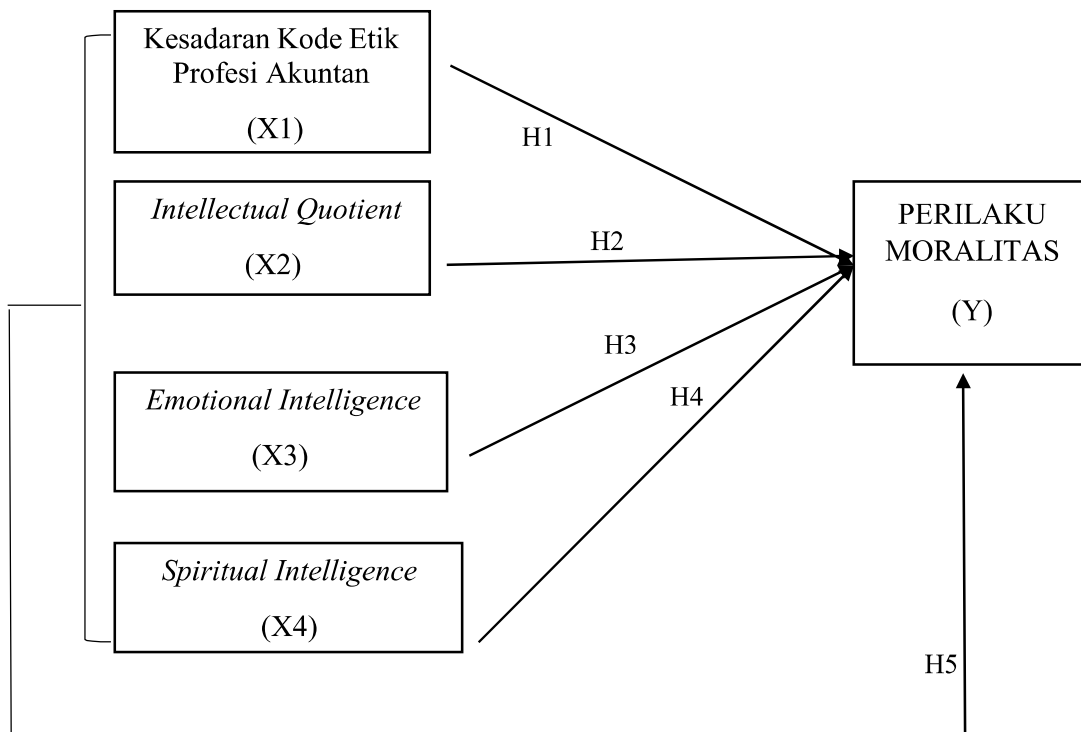 Kesadaran Kode Etik
Profesi Akuntan
(X1)
H1
Intellectual Quotient
(X2)
H2
PERILAKU
MORALITAS
(Y)
H3
Emotional Intelligence
(X3)
H4
Spiritual Intelligence
(X4)
H5